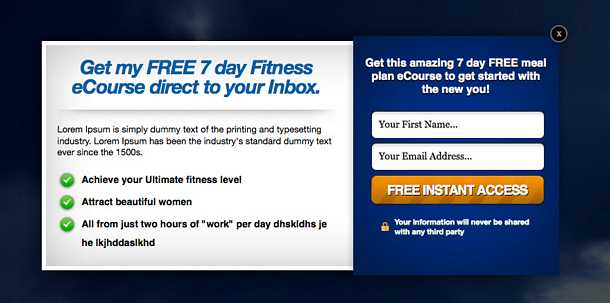 x
Get my FREE 7 day Fitness
eCourse direct to your Inbox.
Lorem Ipsum is simply dummy text of the printing and typesetting
industry. Lorem Ipsum has been the industry's standard dummy text
ever since the 1500s.
Achieve your Ultimate fitness level
Attract beautiful women
All from just two hours of "work" per day dhskldhs je
he lkjhddaslkhd
Get this amazing 7 day FREE meal
plan eCourse to get started with
the new you!
Your First Name...
Your Email Address...
FREE INSTANT ACCESS
Your Information will never be shared
with any third party